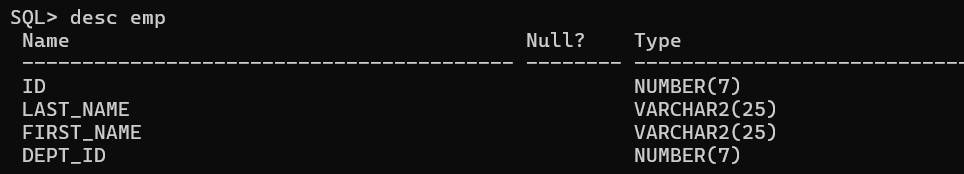 SQL> desc emp
Name Null? Type
----------------------------------------- -------- ----------------------------
ID NUMBER(7)
LAST_NAME VARCHAR2(25)
FIRST_NAME VARCHAR2(25)
DEPT_ID NUMBER(7)